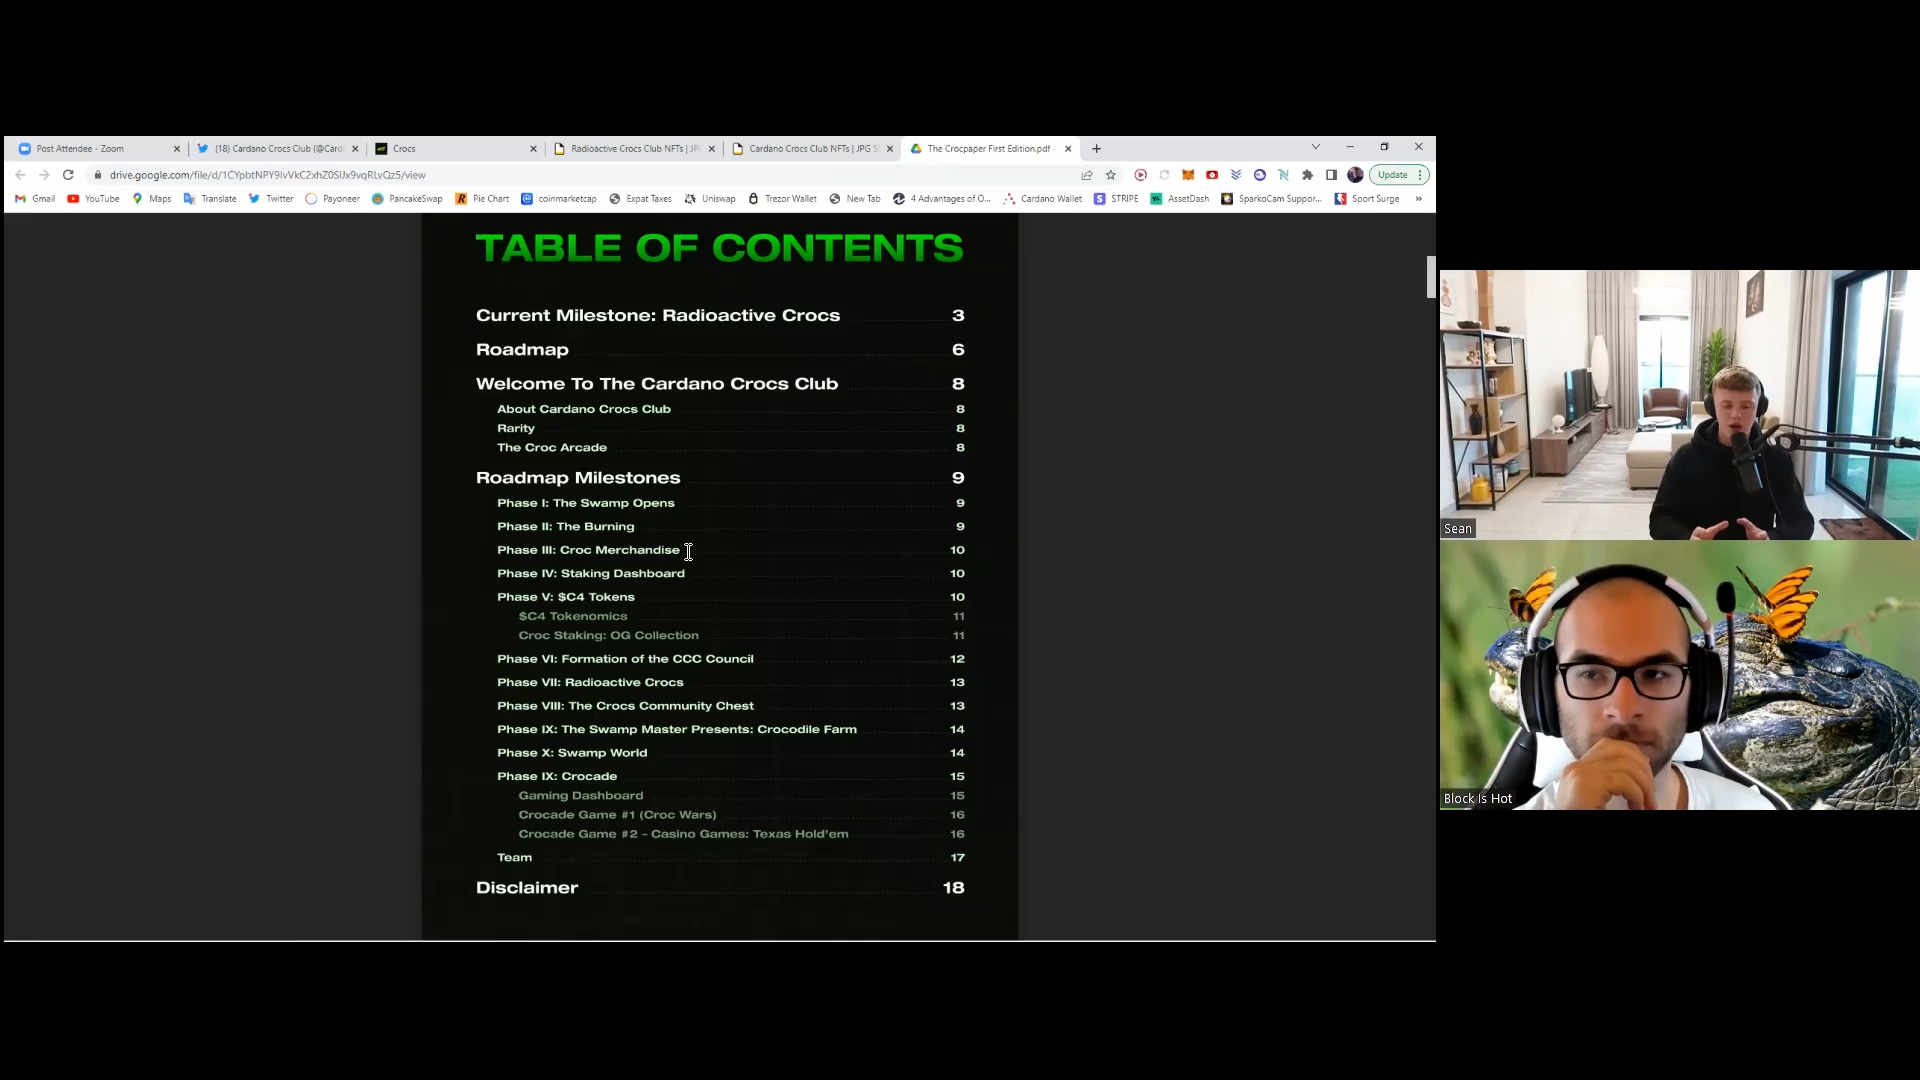 Post Attendee - Zoom
(18) Cardano Crocs Club (@Card
Crocs
Radioactive Crocs Club NFTs | JP
Cardano Crocs Club NFTs | JPG S
The Crocpaper First Edition.pdf
drive.google.com/file/d/1CYpbtNPY9IvVkC2xhZ0SIJx9vqRLvQz5/view
Update
Gmail
YouTube
Maps
Translate
Twitter
Payoneer
PancakeSwap
Pie Chart
coinmarketcap
Expat Taxes
Uniswap
Trezor Wallet
New Tab
4 Advantages of O...
Cardano Wallet
STRIPE
AssetDash
SparkoCam Suppor...
Sport Surge
TABLE OF CONTENTS
Current Milestone: Radioactive Crocs 3
Roadmap 6
Welcome To The Cardano Crocs Club 8
About Cardano Crocs Club 8
Rarity 8
The Croc Arcade 8
Roadmap Milestones 9
Phase I: The Swamp Opens 9
Phase II: The Burning 9
Phase III: Croc Merchandise 10
Phase IV: Staking Dashboard 10
Phase V: $C4 Tokens 10
$C4 Tokenomics 11
Croc Staking: OG Collection 11
Phase VI: Formation of the CCC Council 12
Phase VII: Radioactive Crocs 13
Phase VIII: The Crocs Community Chest 13
Phase IX: The Swamp Master Presents: Crocodile Farm 14
Phase X: Swamp World 14
Phase IX: Crocade 15
Gaming Dashboard 15
Crocade Game #1 (Croc Wars) 16
Crocade Game #2 – Casino Games: Texas Hold'em 16
Team 17
Disclaimer 18
Sean
Block Is Hot